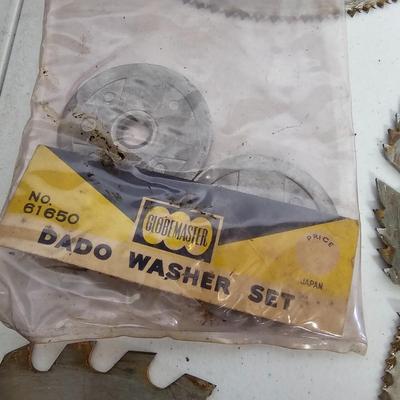 NO.
61650
GLOBEMASTER
PRICE
JAPAN
DADO WASHER SET